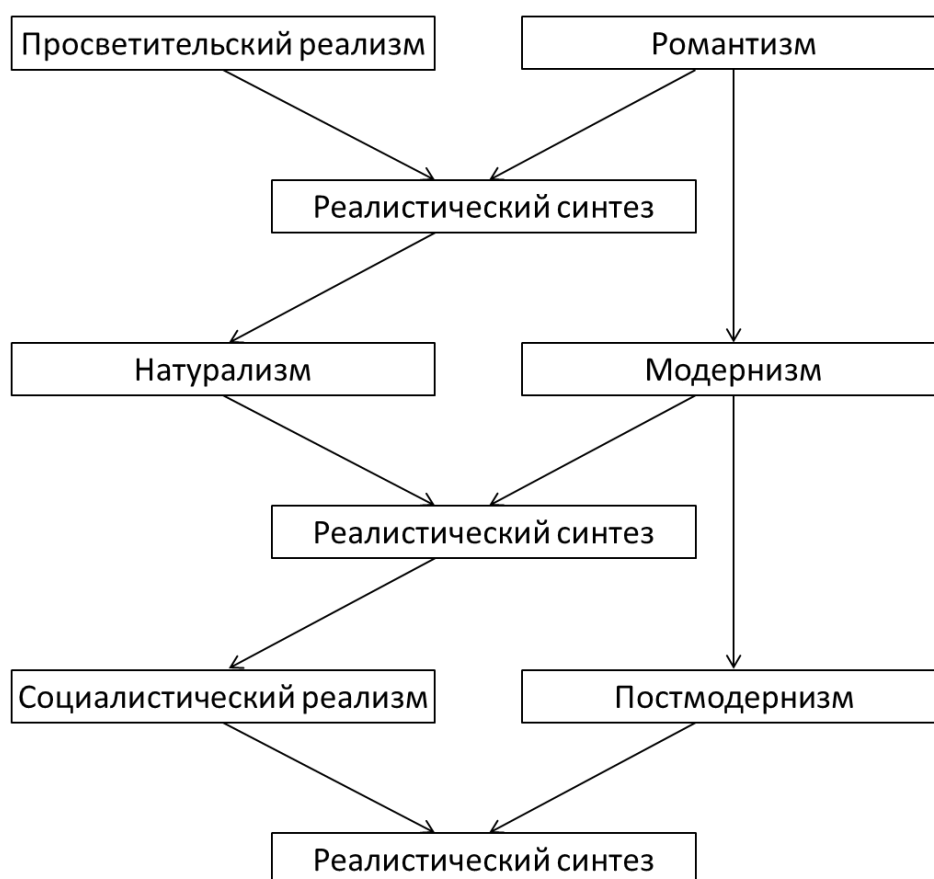 Просветительский реализм
Романтизм
Реалистический синтез
Натурализм
Модернизм
Реалистический синтез
Социалистический реализм
Постмодернизм
Реалистический синтез